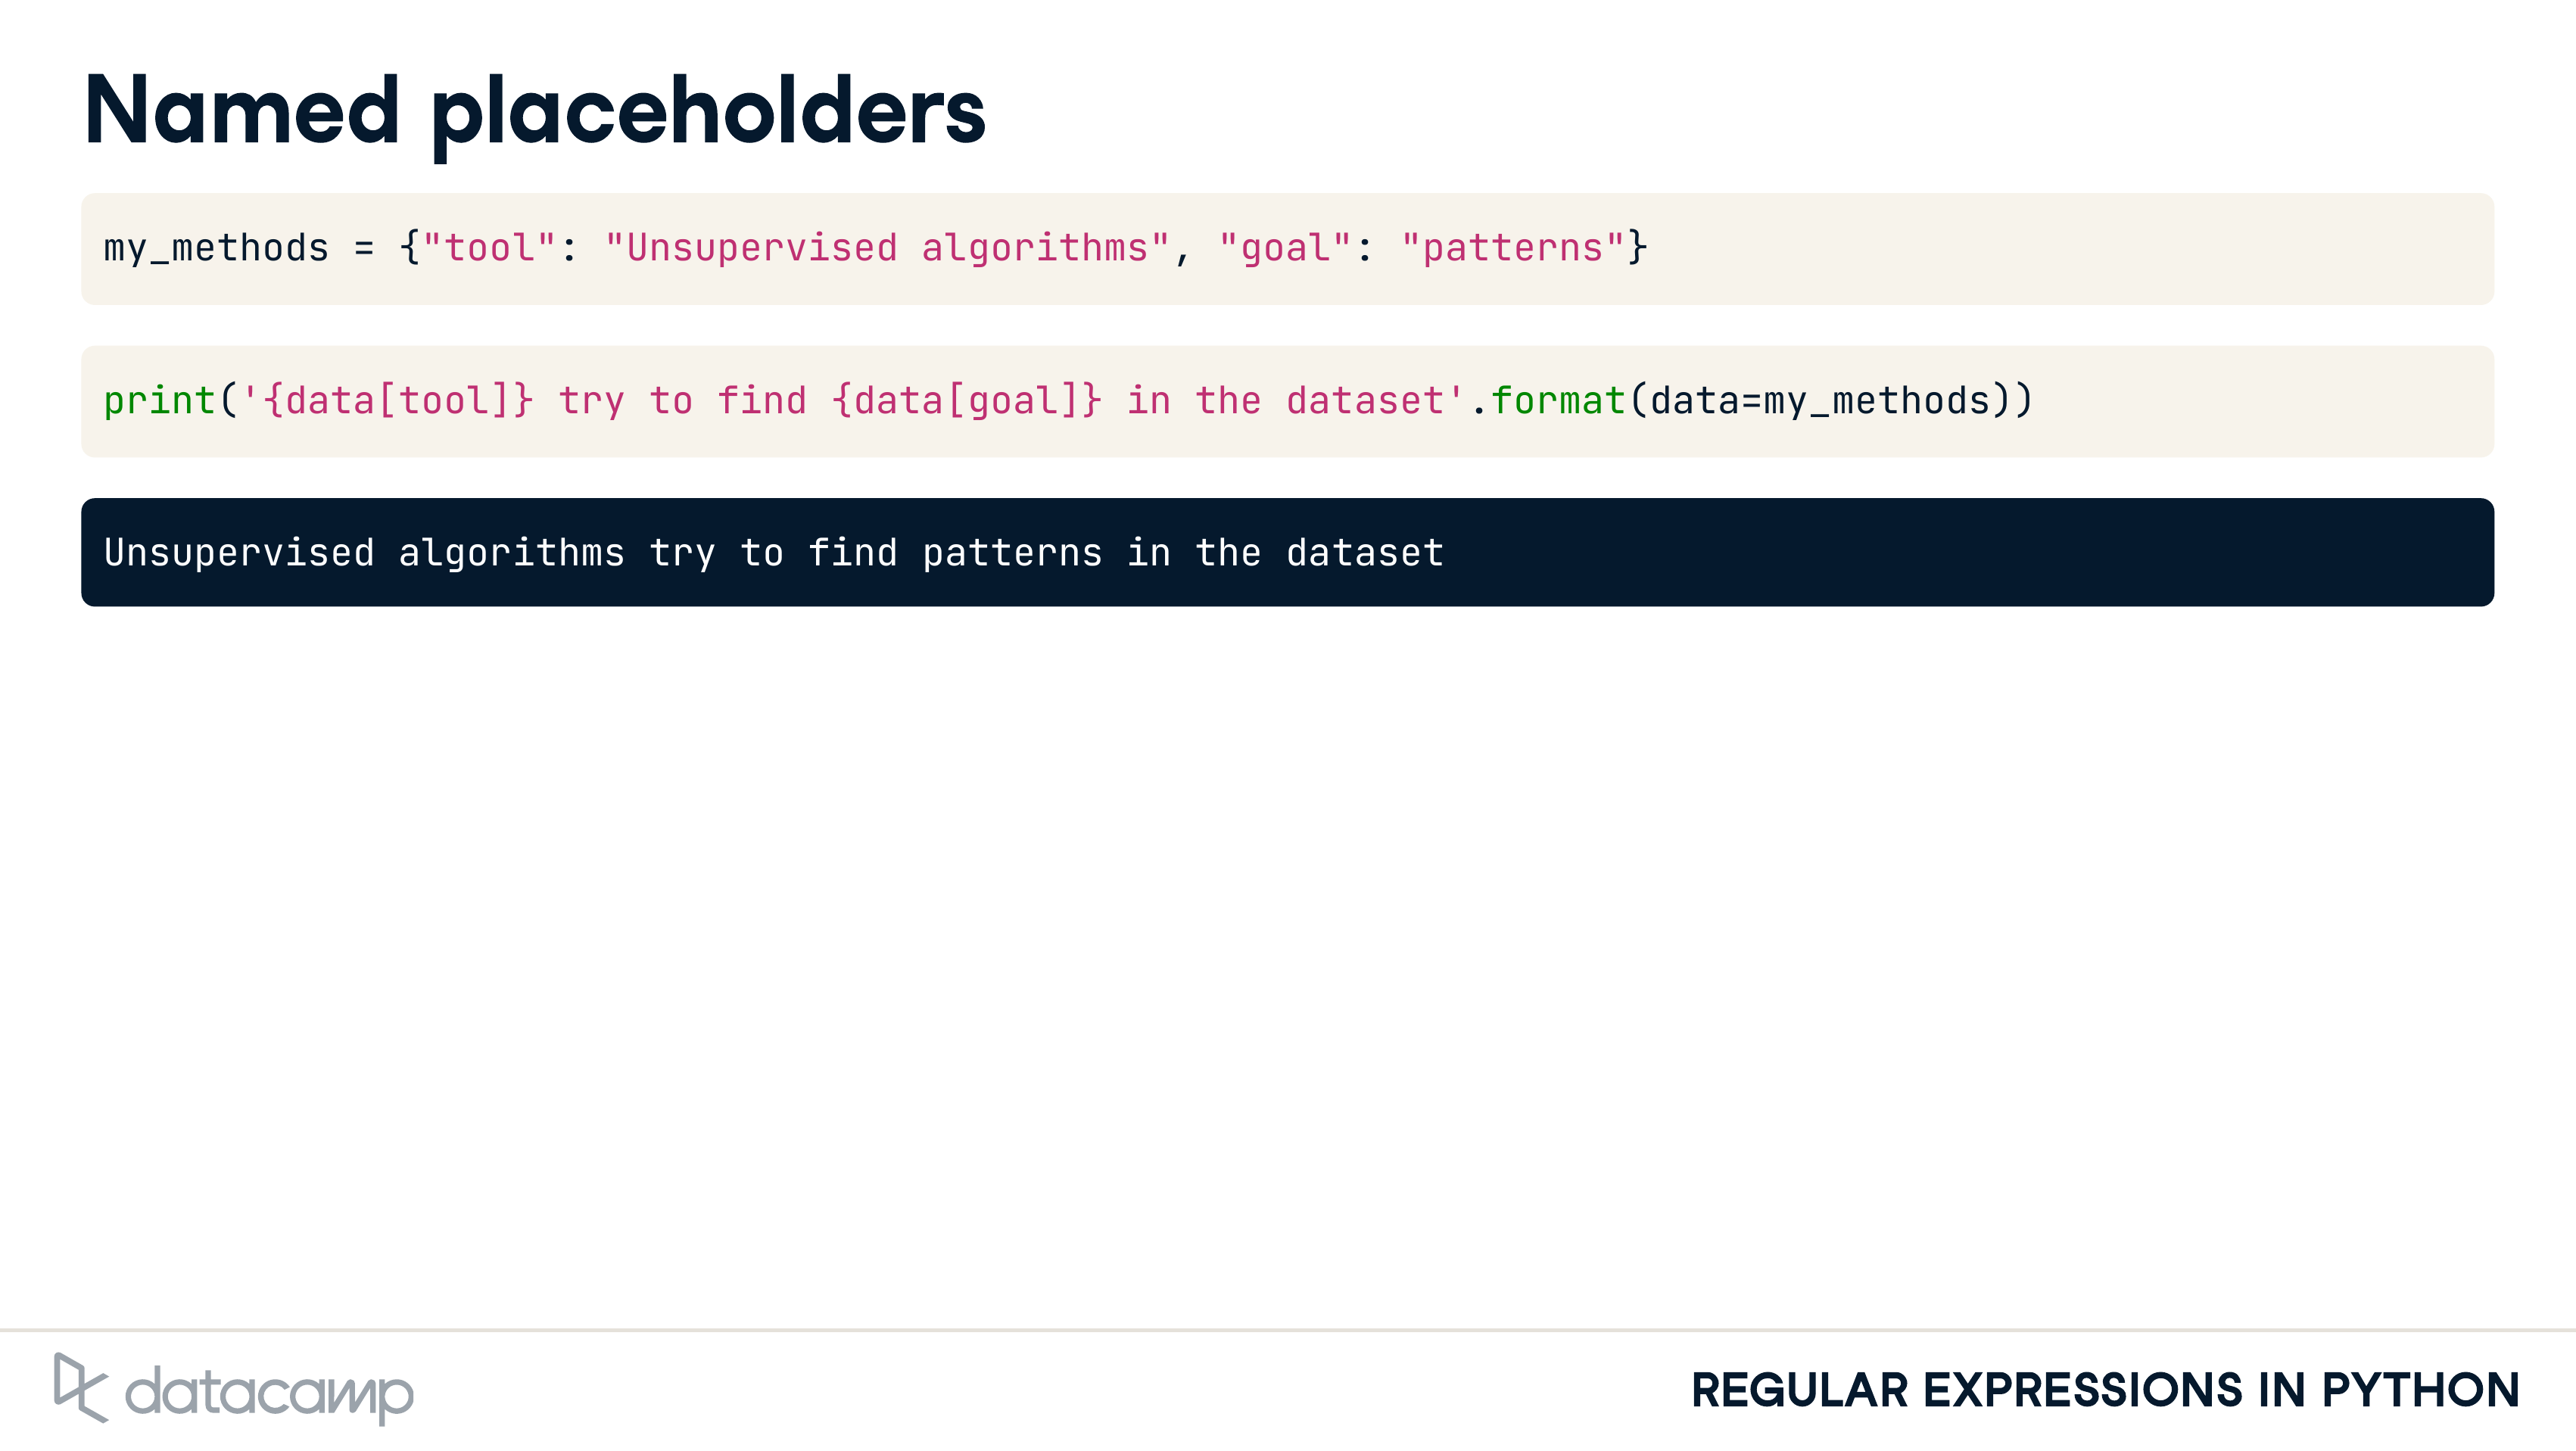 Named placeholders
my_methods = {"tool": "Unsupervised algorithms", "goal": "patterns"}
print('{data[tool]} try to find {data[goal]} in the dataset'.format(data=my_methods))
Unsupervised algorithms try to find patterns in the dataset
datacamp
REGULAR EXPRESSIONS IN PYTHON